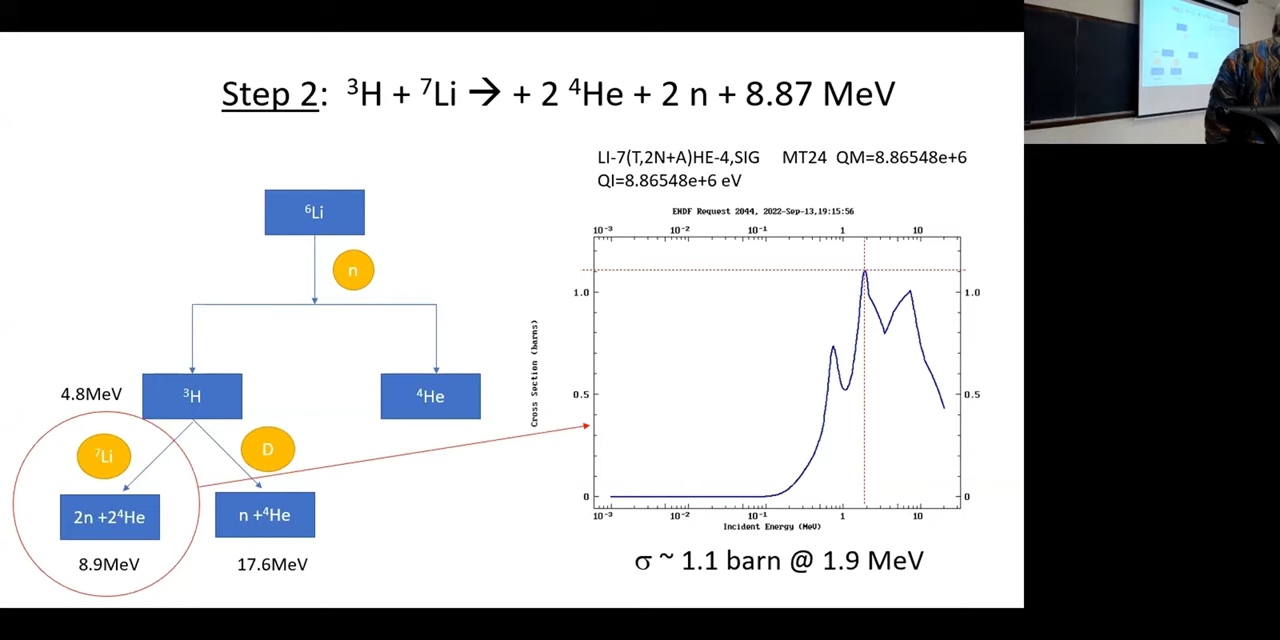 Step 2: ³H + ⁷Li → + 2 ⁴He + 2 n + 8.87 MeV
LI-7(T,2N+A)HE-4,SIG MT24 QM=8.86548e+6
QI=8.86548e+6 eV
ENDF Request 2044, 2022-Sep-13,19:15:56
⁶Li
n
³H
⁴He
4.8MeV
⁷Li
D
2n +2⁴He
n +⁴He
8.9MeV
17.6MeV
10⁻³ 10⁻² 10⁻¹ 1 10
1.0 1.0
Cross Section (barns)
0.5 0.5
0 0
10⁻³ 10⁻² 10⁻¹ 1 10
Incident Energy (MeV)
σ ~ 1.1 barn @ 1.9 MeV